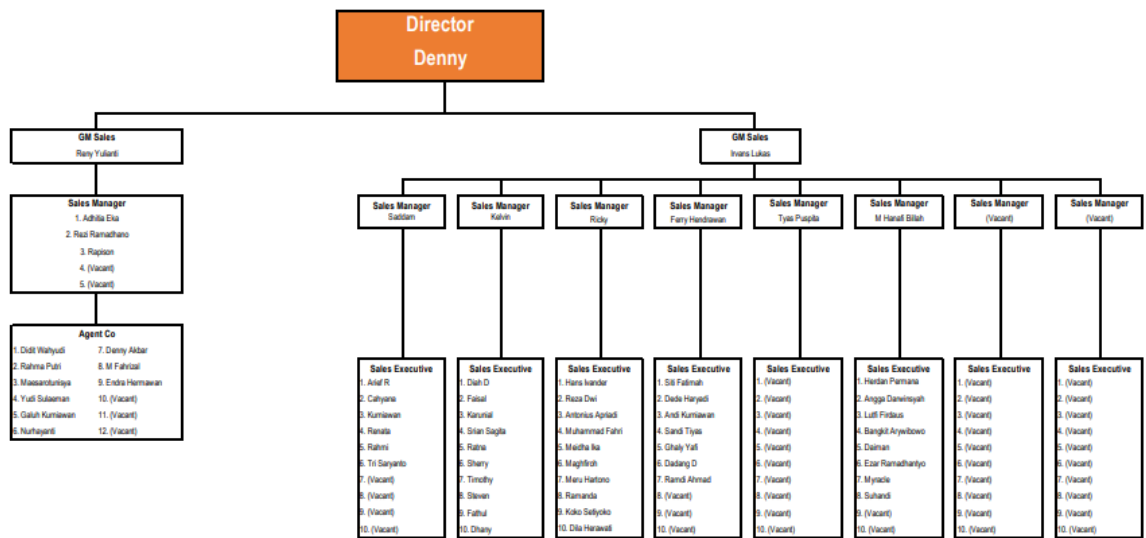 Director
Denny
GM Sales
Reny Yulianti
GM Sales
Irvans Lukas
Sales Manager
1. Adhitia Eka
2. Rezi Ramadhano
3. Rapison
4. (Vacant)
5. (Vacant)
Agent Co
1. Didit Wahyudi
2. Rahma Putri
3. Maesarotunisya
4. Yudi Sulaeman
5. Galuh Kurniawan
6. Nurhayanti
7. Denny Akbar
8. M Fahrizal
9. Endra Hermawan
10. (Vacant)
11. (Vacant)
12. (Vacant)
Sales Manager
Saddam
Sales Executive
1. Arief R
2. Cahyana
3. Kurniawan
4. Renata
5. Rahmi
6. Tri Saryanto
7. (Vacant)
8. (Vacant)
9. (Vacant)
10. (Vacant)
Sales Manager
Kelvin
Sales Executive
1. Diah D
2. Faisal
3. Karunial
4. Srian Sagita
5. Ratna
6. Sherry
7. Timothy
8. Steven
9. Fathul
10. Dhany
Sales Manager
Ricky
Sales Executive
1. Hans Ivander
2. Reza Dwi
3. Antonius Apriadi
4. Muhammad Fahri
5. Meidha Ika
6. Maghfiroh
7. Meru Hartono
8. Ramanda
9. Koko Setiyoko
10. Dila Herawati
Sales Manager
Ferry Hendrawan
Sales Executive
1. Siti Fatimah
2. Dede Haryadi
3. Andi Kurniawan
4. Sandi Tiyas
5. Ghaly Yafi
6. Dadang D
7. Ramdi Ahmad
8. (Vacant)
9. (Vacant)
10. (Vacant)
Sales Manager
Tyas Puspita
Sales Executive
1. (Vacant)
2. (Vacant)
3. (Vacant)
4. (Vacant)
5. (Vacant)
6. (Vacant)
7. (Vacant)
8. (Vacant)
9. (Vacant)
10. (Vacant)
Sales Manager
M Hanafi Billah
Sales Executive
1. Herdan Permana
2. Angga Darwinsyah
3. Lutfi Firdaus
4. Bangkit Arywibowo
5. Daiman
6. Ezar Ramadhantyo
7. Myracle
8. Suhandi
9. (Vacant)
10. (Vacant)
Sales Manager
(Vacant)
Sales Executive
1. (Vacant)
2. (Vacant)
3. (Vacant)
4. (Vacant)
5. (Vacant)
6. (Vacant)
7. (Vacant)
8. (Vacant)
9. (Vacant)
10. (Vacant)
Sales Manager
(Vacant)
Sales Executive
1. (Vacant)
2. (Vacant)
3. (Vacant)
4. (Vacant)
5. (Vacant)
6. (Vacant)
7. (Vacant)
8. (Vacant)
9. (Vacant)
10. (Vacant)